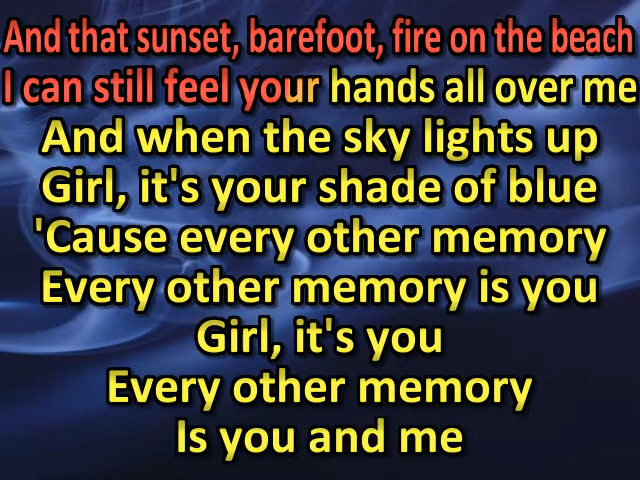 And that sunset, barefoot, fire on the beach
I can still feel your hands all over me
And when the sky lights up
Girl, it's your shade of blue
'Cause every other memory
Every other memory is you
Girl, it's you
Every other memory
Is you and me